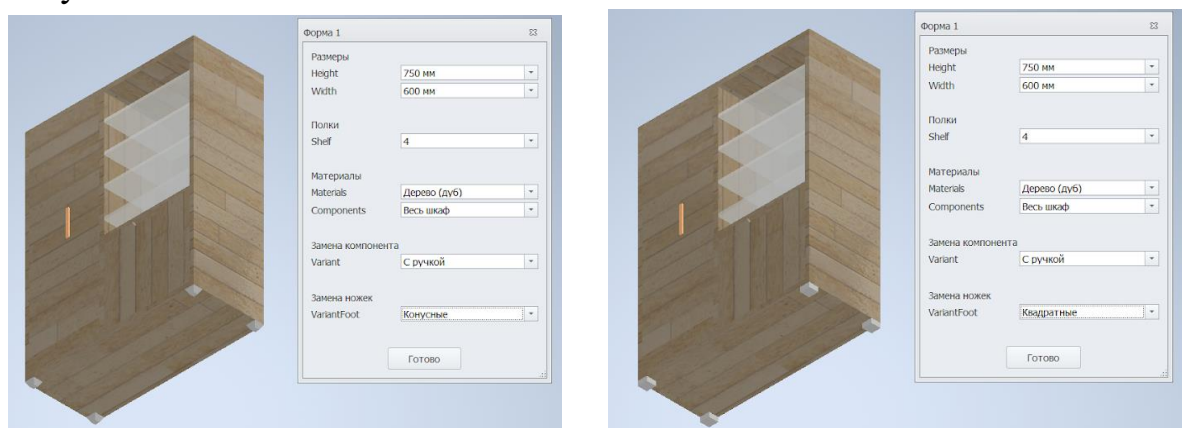 Форма 1
Размеры
Height 750 мм
Width 600 мм
Полки
Shelf 4
Материалы
Materials Дерево (дуб)
Components Весь шкаф
Замена компонента
Variant С ручкой
Замена ножек
VariantFoot Конусные
Готово
Форма 1
Размеры
Height 750 мм
Width 600 мм
Полки
Shelf 4
Материалы
Materials Дерево (дуб)
Components Весь шкаф
Замена компонента
Variant С ручкой
Замена ножек
VariantFoot Квадратные
Готово